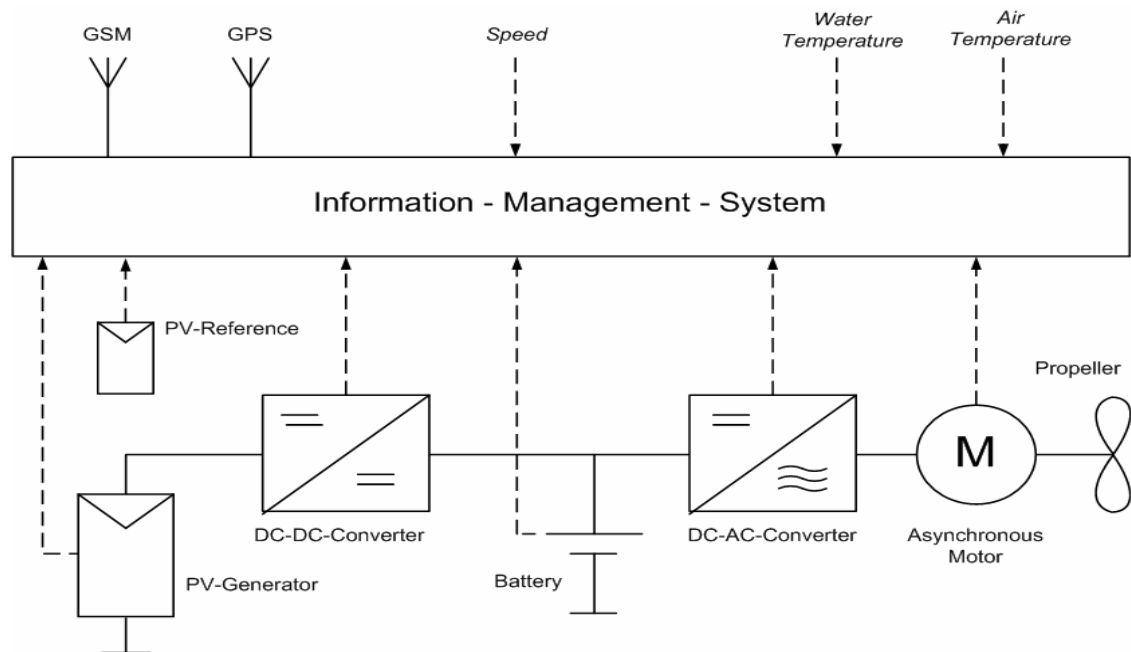 GSM
GPS
Speed
Water
Temperature
Air
Temperature
Information - Management - System
PV-Reference
Propeller
M
DC-DC-Converter
DC-AC-Converter
Asynchronous
Motor
Battery
PV-Generator